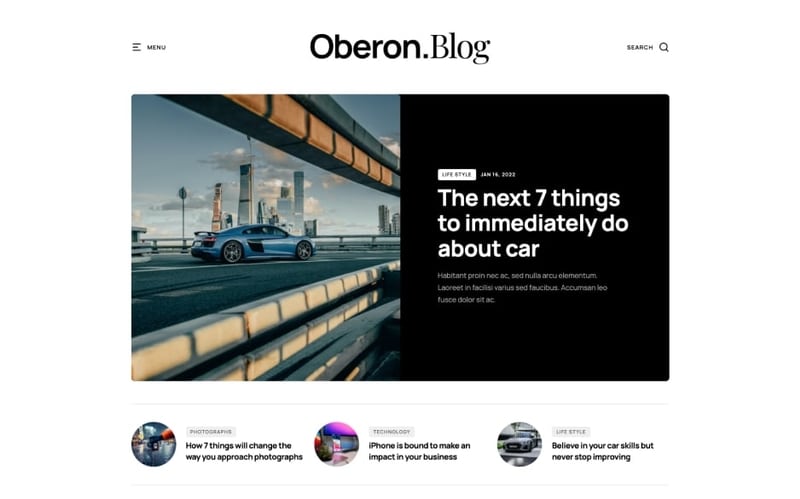 MENU
Oberon.Blog
SEARCH
LIFE STYLE
JAN 16, 2022
The next 7 things
to immediately do
about car
Habitant proin nec ac, sed nulla arcu elementum.
Laoreet in facilisi varius sed faucibus. Accumsan leo
fusce dolor sit ac.
PHOTOGRAPHS
How 7 things will change the
way you approach photographs
TECHNOLOGY
iPhone is bound to make an
impact in your business
LIFE STYLE
Believe in your car skills but
never stop improving